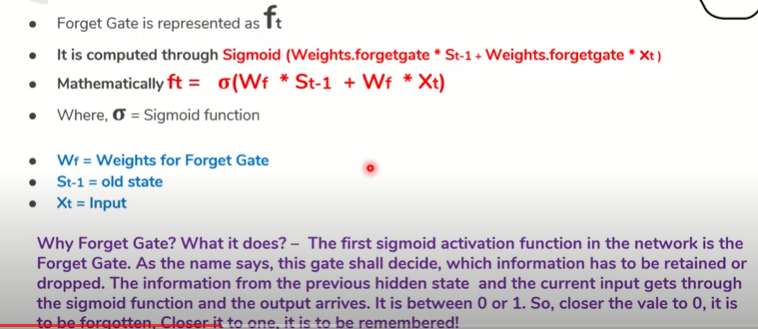 • Forget Gate is represented as ft
• It is computed through Sigmoid (Weights.forgetgate * St-1 + Weights.forgetgate * Xt )
• Mathematically ft = σ(Wf * St-1 + Wf * Xt)
• Where, σ = Sigmoid function
• Wf = Weights for Forget Gate
• St-1 = old state
• Xt = Input
Why Forget Gate? What it does? – The first sigmoid activation function in the network is the
Forget Gate. As the name says, this gate shall decide, which information has to be retained or
dropped. The information from the previous hidden state and the current input gets through
the sigmoid function and the output arrives. It is between 0 or 1. So, closer the vale to 0, it is
to be forgotten. Closer it to one, it is to be remembered!